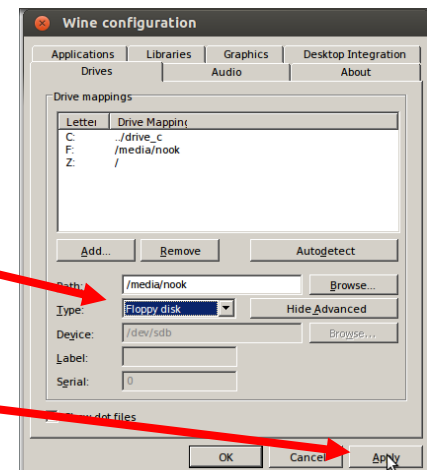 Wine configuration
Applications Libraries Graphics Desktop Integration
Drives Audio About
Drive mappings
Letter Drive Mapping
C: ../drive_c
F: /media/nook
Z: /
Add... Remove Autodetect
Path: /media/nook Browse...
Type: Floppy disk Hide Advanced
Device: /dev/sdb Browse...
Label:
Serial: 0
Show dot files
OK Cancel Apply